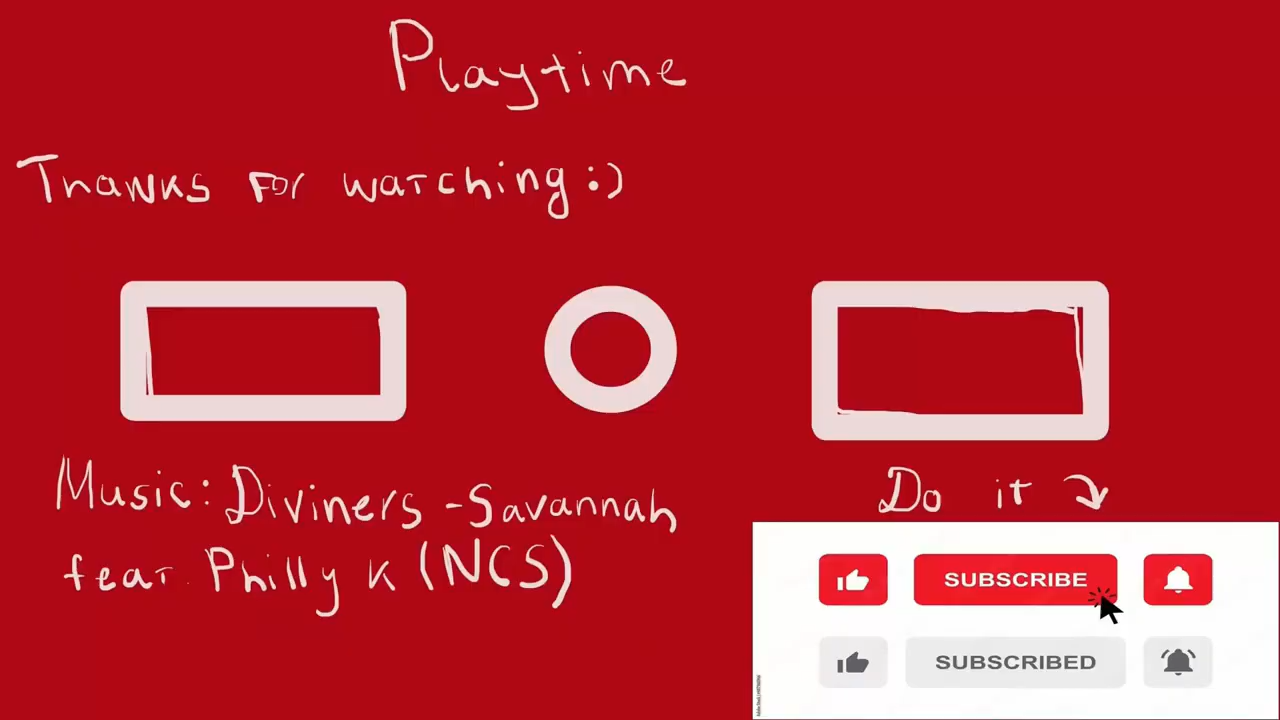 Playtime
Thanks for watching :)
Music: Diviners - Savannah
feat. Philly K (NCS)
Do it
SUBSCRIBE
SUBSCRIBED